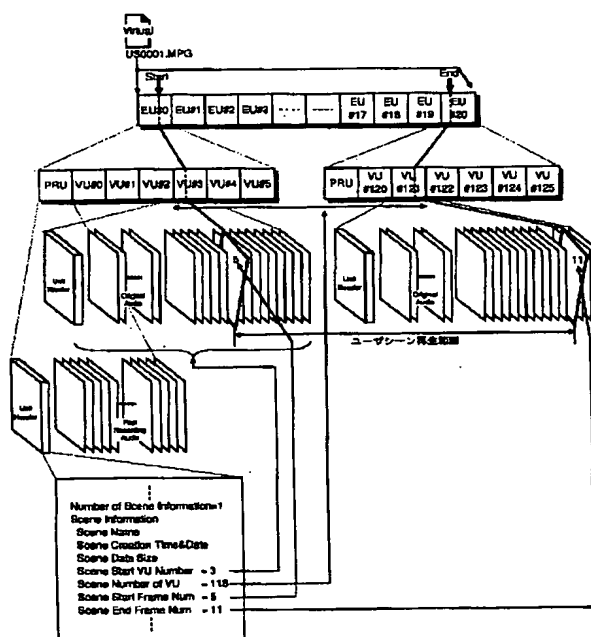 Virtual
US0001.MPG
Start
End
EU#0 EU#1 EU#2 EU#3 EU #17 EU #18 EU #19 EU #20
PRU VU#0 VU#1 VU#2 VU#3 VU#4 VU#5
PRU VU #120 VU #121 VU #122 VU #123 VU #124 VU #125
Unit Header
Original Audio
5
Unit Header
Original Audio
11
ユーザシーン再生範囲
Unit Header
Post Recording Audio
Number of Scene Information=1
Scene Information
Scene Name
Scene Creation Time&Date
Scene Data Size
Scene Start VU Number = 3
Scene Number of VU = 118
Scene Start Frame Num = 5
Scene End Frame Num = 11